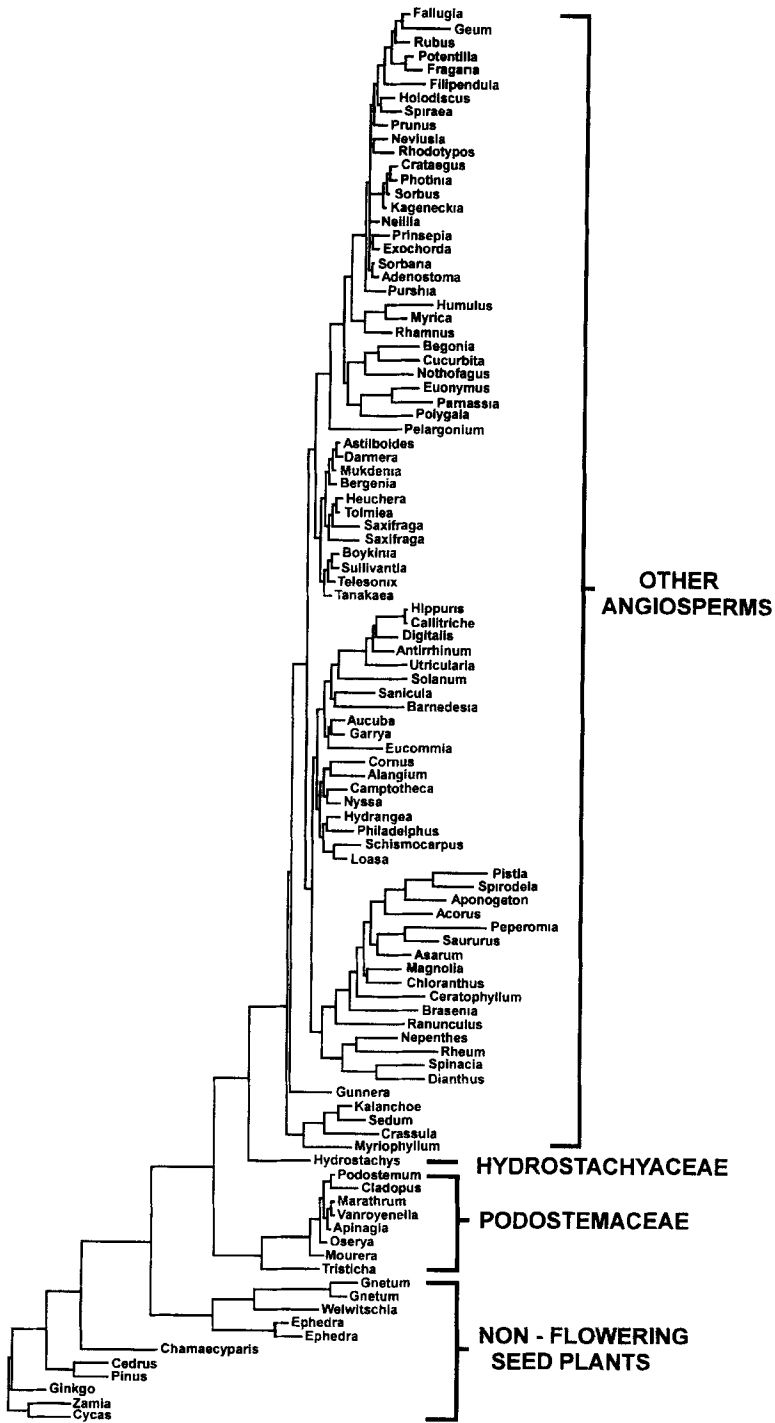 Fallugia
Geum
Rubus
Potentilla
Fragaria
Filipendula
Holodiscus
Spiraea
Prunus
Neviusia
Rhodotypos
Crataegus
Photinia
Sorbus
Kageneckia
Neillia
Prinsepia
Exochorda
Sorbaria
Adenostoma
Purshia
Humulus
Myrica
Rhamnus
Begonia
Cucurbita
Nothofagus
Euonymus
Parnassia
Polygala
Pelargonium
Astilboides
Darmera
Mukdenia
Bergenia
Heuchera
Tolmiea
Saxifraga
Saxifraga
Boykinia
Sullivantia
Telesonix
Tanakaea
OTHER
ANGIOSPERMS
Hippuris
Callitriche
Digitalis
Antirrhinum
Utricularia
Solanum
Sanicula
Barnedesia
Aucuba
Garrya
Eucommia
Cornus
Alangium
Camptotheca
Nyssa
Hydrangea
Philadelphus
Schismocarpus
Loasa
Pistia
Spirodela
Aponogeton
Acorus
Peperomia
Saururus
Asarum
Magnolia
Chloranthus
Ceratophyllum
Brasenia
Ranunculus
Nepenthes
Rheum
Spinacia
Dianthus
Gunnera
Kalanchoe
Sedum
Crassula
Myriophyllum
Hydrostachys
HYDROSTACHYACEAE
Podostemum
Cladopus
Marathrum
Vanroyenella
Apinagia
Oserya
Mourera
Tristicha
PODOSTEMACEAE
Gnetum
Gnetum
Welwitschia
Ephedra
Ephedra
Chamaecyparis
Cedrus
Pinus
Ginkgo
Zamia
Cycas
NON - FLOWERING
SEED PLANTS